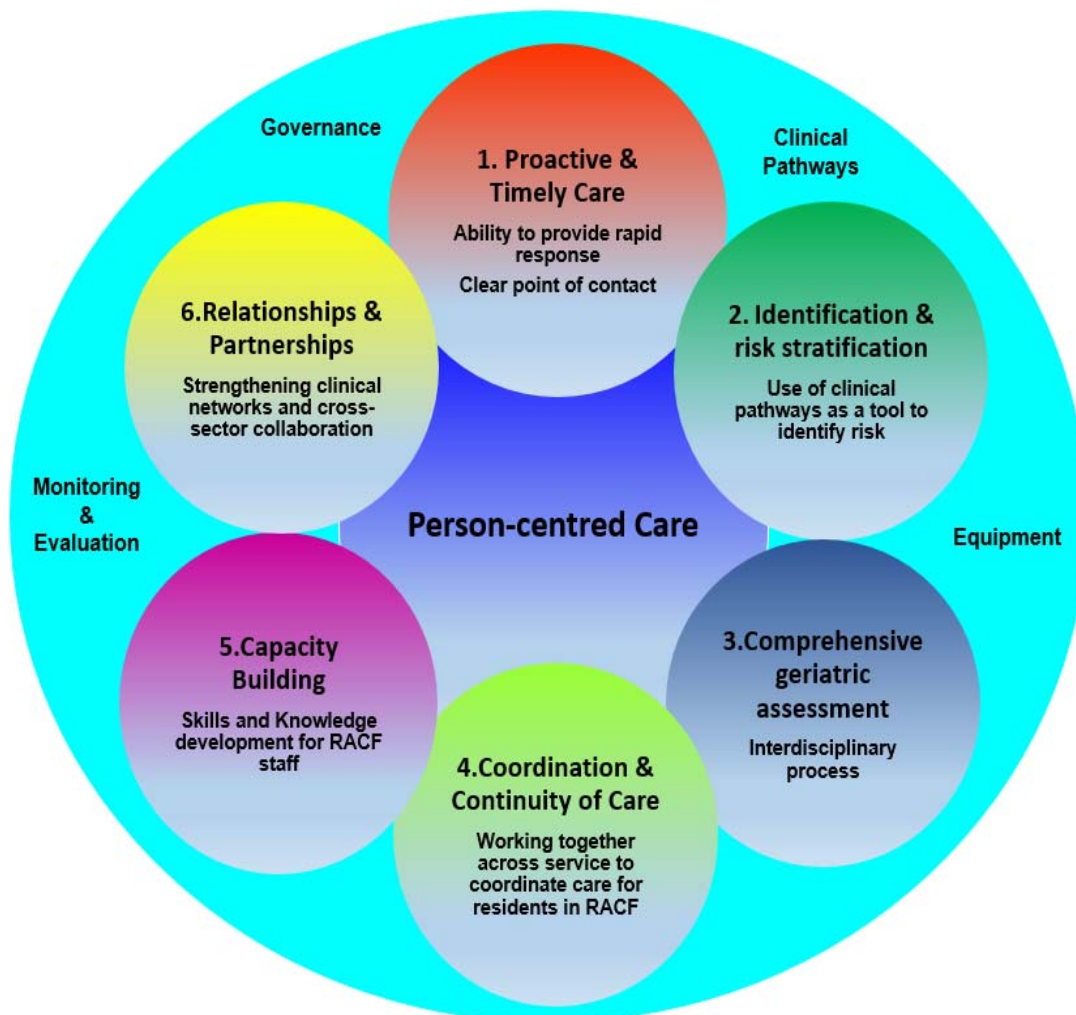 Governance
Clinical
Pathways
1. Proactive &
Timely Care
Ability to provide rapid
response
Clear point of contact
2. Identification &
risk stratification
Use of clinical
pathways as a tool to
identify risk
6.Relationships &
Partnerships
Strengthening clinical
networks and cross-
sector collaboration
Monitoring
&
Evaluation
Person-centred Care
Equipment
3.Comprehensive
geriatric
assessment
Interdisciplinary
process
4.Coordination &
Continuity of Care
Working together
across service to
coordinate care for
residents in RACF
5.Capacity
Building
Skills and Knowledge
development for RACF
staff